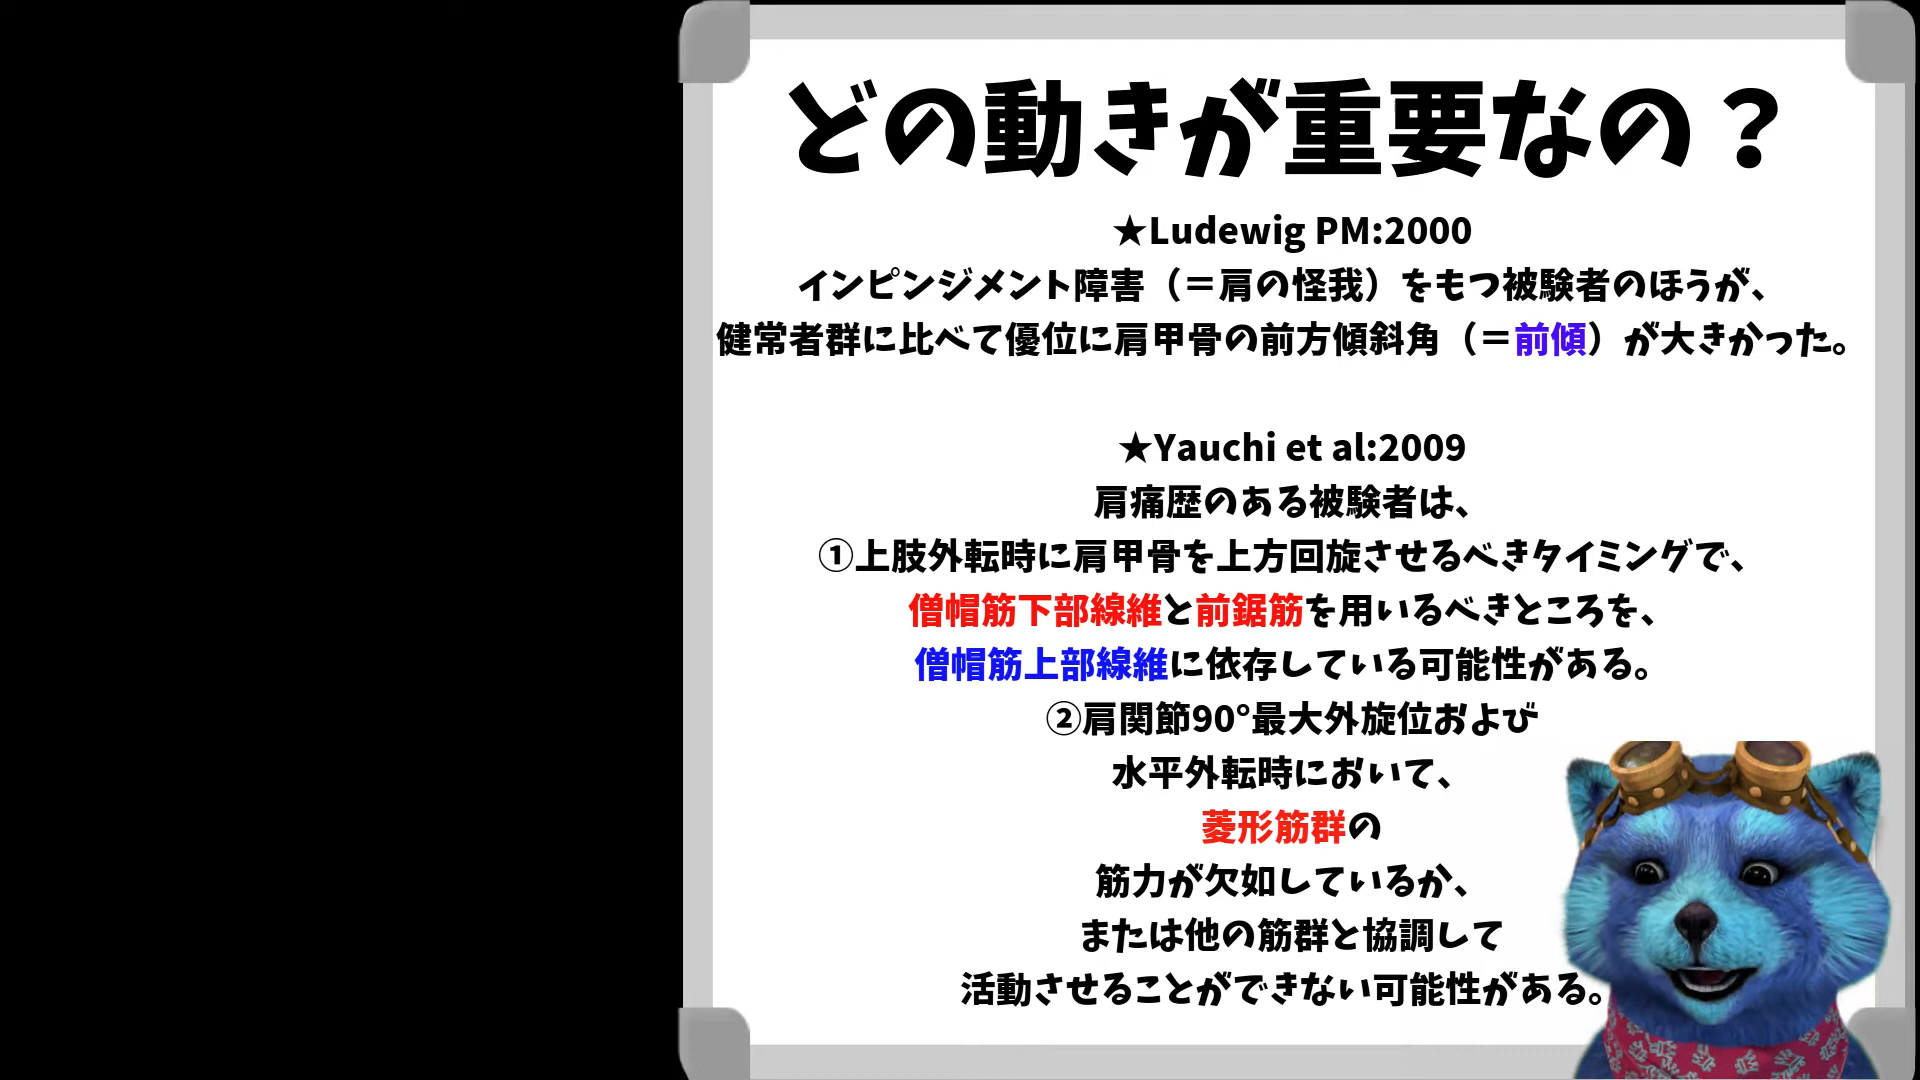 どの動きが重要なの？
★Ludewig PM:2000
インピンジメント障害（＝肩の怪我）をもつ被験者のほうが、
健常者群に比べて優位に肩甲骨の前方傾斜角（＝前傾）が大きかった。
★Yauchi et al:2009
肩痛歴のある被験者は、
①上肢外転時に肩甲骨を上方回旋させるべきタイミングで、
僧帽筋下部線維と前鋸筋を用いるべきところを、
僧帽筋上部線維に依存している可能性がある。
②肩関節90°最大外旋位および
水平外転時において、
菱形筋群の
筋力が欠如しているか、
または他の筋群と協調して
活動させることができない可能性がある。